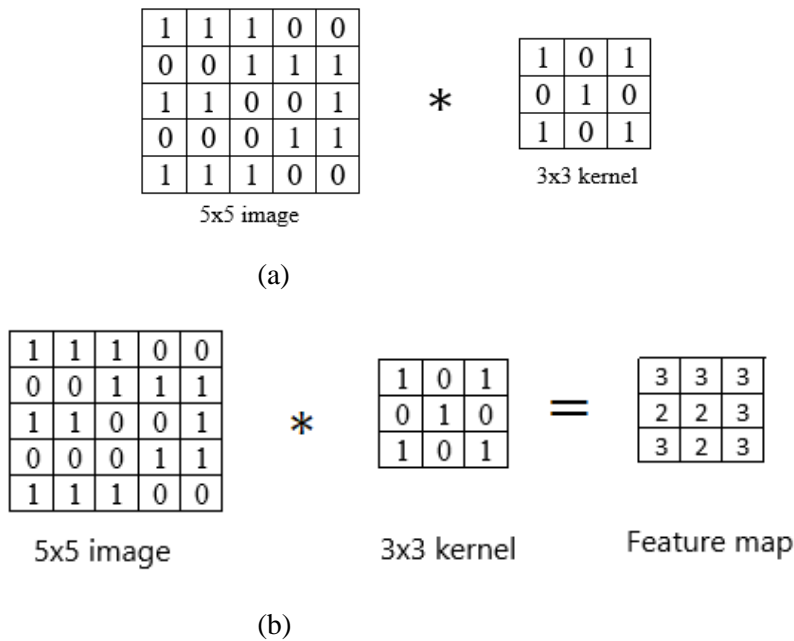 1 1 1 0 0
0 0 1 1 1
1 1 0 0 1
0 0 0 1 1
1 1 1 0 0
5x5 image
*
1 0 1
0 1 0
1 0 1
3x3 kernel
(a)
1 1 1 0 0
0 0 1 1 1
1 1 0 0 1
0 0 0 1 1
1 1 1 0 0
5x5 image
*
1 0 1
0 1 0
1 0 1
3x3 kernel
=
3 3 3
2 2 3
3 2 3
Feature map
(b)